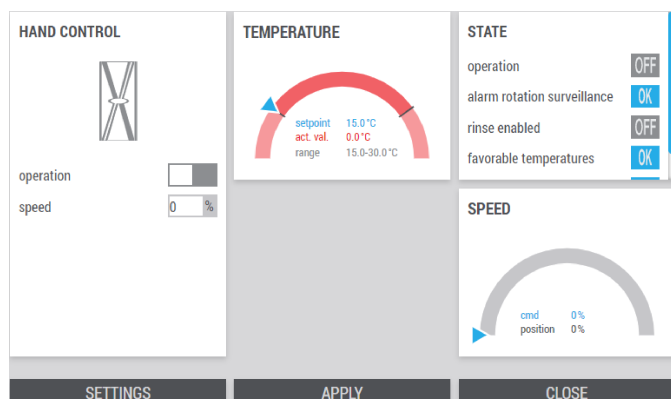 HAND CONTROL
operation
speed 0 %
TEMPERATURE
setpoint 15.0°C
act. val. 0.0°C
range 15.0-30.0°C
STATE
operation OFF
alarm rotation surveillance OK
rinse enabled OFF
favorable temperatures OK
SPEED
cmd 0%
position 0%
SETTINGS APPLY CLOSE